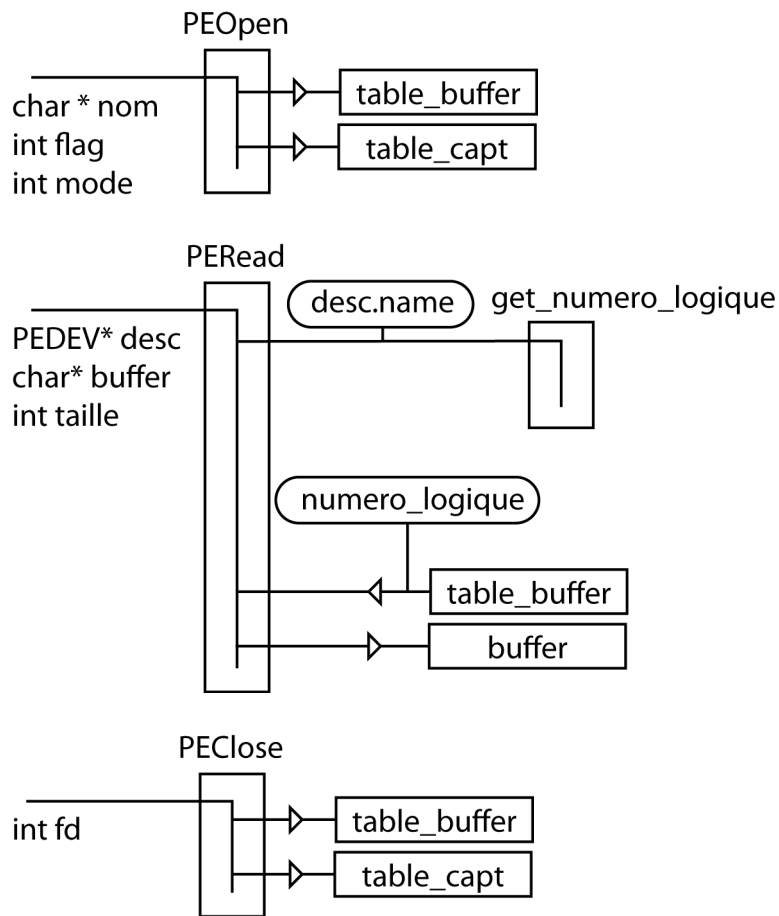 PEOpen
char * nom
int flag
int mode
table_buffer
table_capt
PERead
PEDEV* desc
char* buffer
int taille
desc.name
get_numero_logique
numero_logique
table_buffer
buffer
PEClose
int fd
table_buffer
table_capt